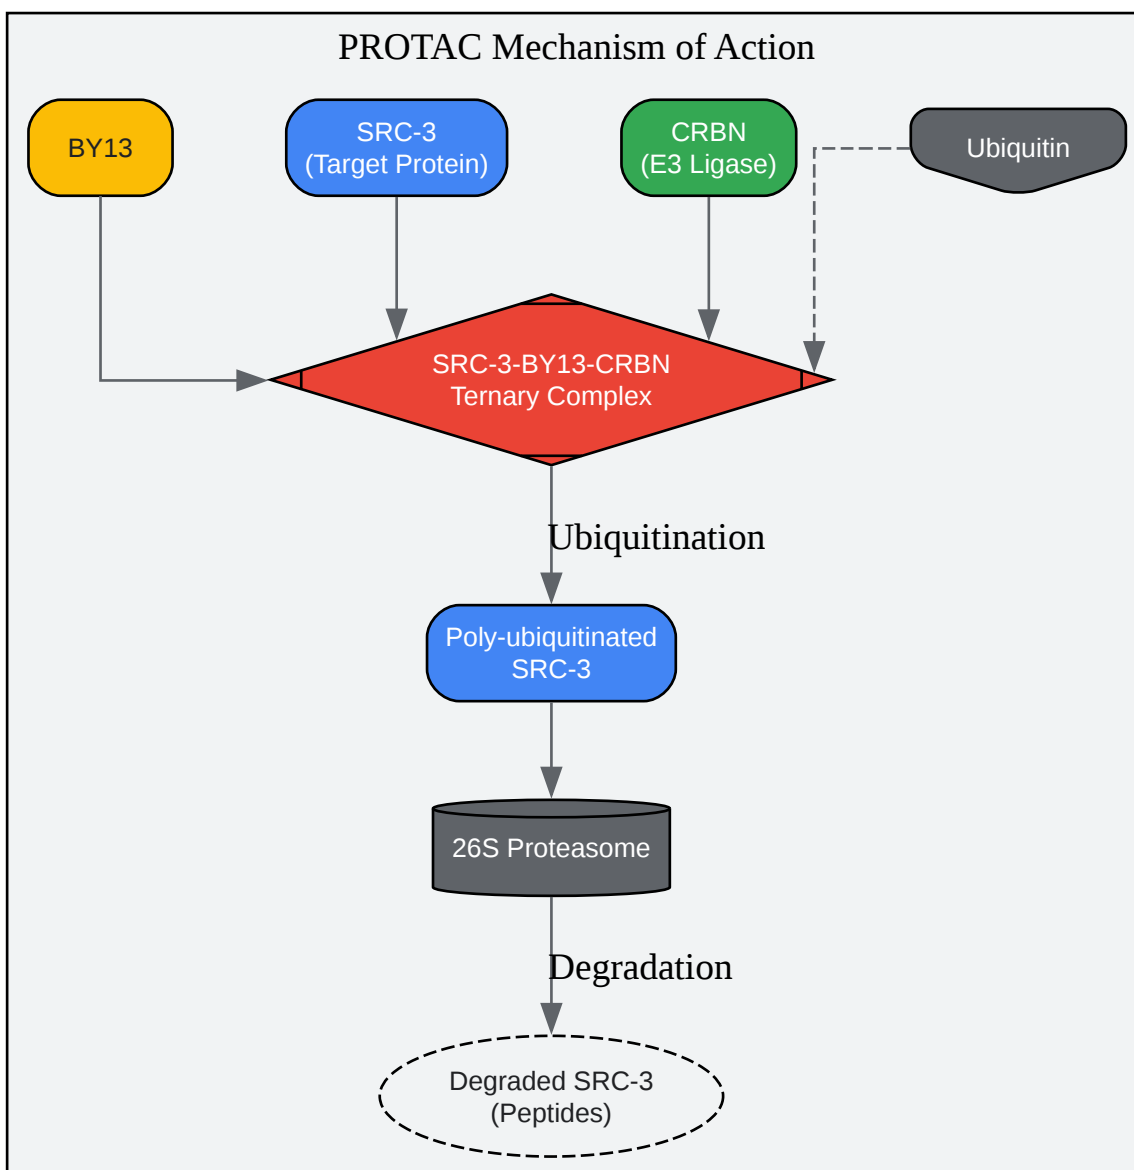 PROTAC Mechanism of Action
BY13
SRC-3
(Target Protein)
CRBN
(E3 Ligase)
Ubiquitin
SRC-3-BY13-CRBN
Ternary Complex
Ubiquitination
Poly-ubiquitinated
SRC-3
26S Proteasome
Degradation
Degraded SRC-3
(Peptides)